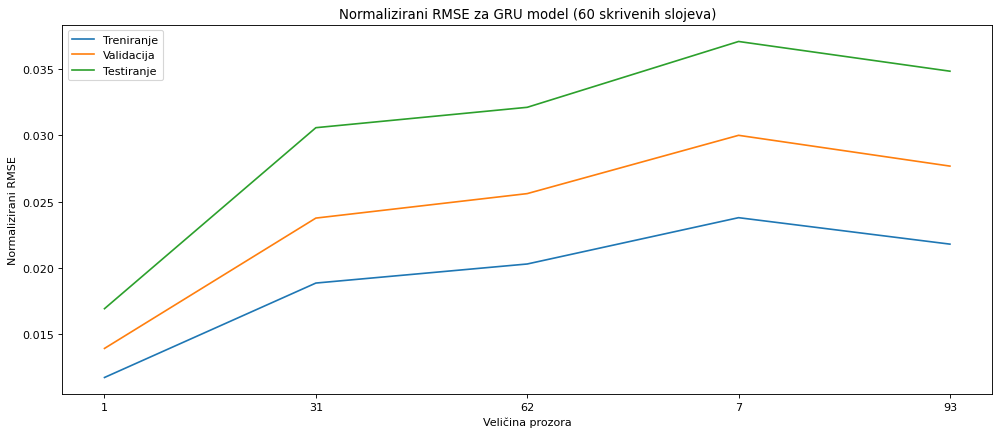 Normalizirani RMSE za GRU model (60 skrivenih slojeva)
Treniranje
Validacija
Testiranje
Normalizirani RMSE
0.035
0.030
0.025
0.020
0.015
1 31 62 7 93
Veličina prozora